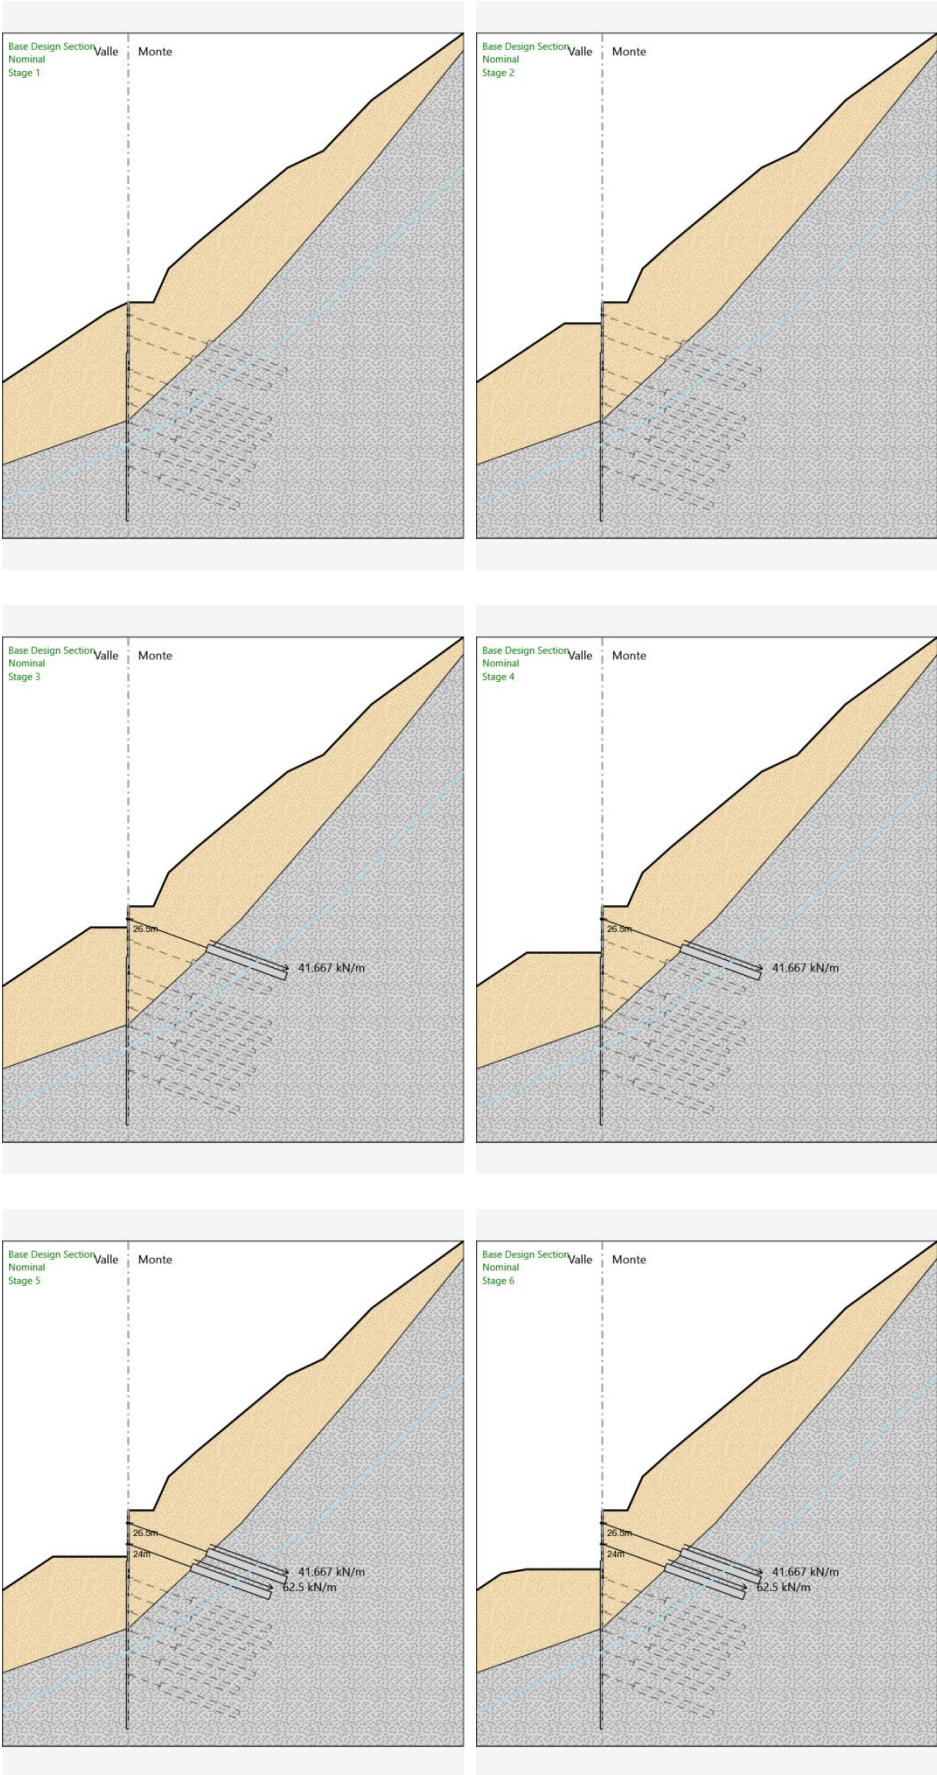 Base Design Section
Nominal
Stage 1
Valle
Monte
Base Design Section
Nominal
Stage 2
Valle
Monte
Base Design Section
Nominal
Stage 3
Valle
Monte
26.5m
41.667 kN/m
Base Design Section
Nominal
Stage 4
Valle
Monte
26.5m
41.667 kN/m
Base Design Section
Nominal
Stage 5
Valle
Monte
26.5m
24m
41.667 kN/m
62.5 kN/m
Base Design Section
Nominal
Stage 6
Valle
Monte
26.5m
24m
41.667 kN/m
62.5 kN/m